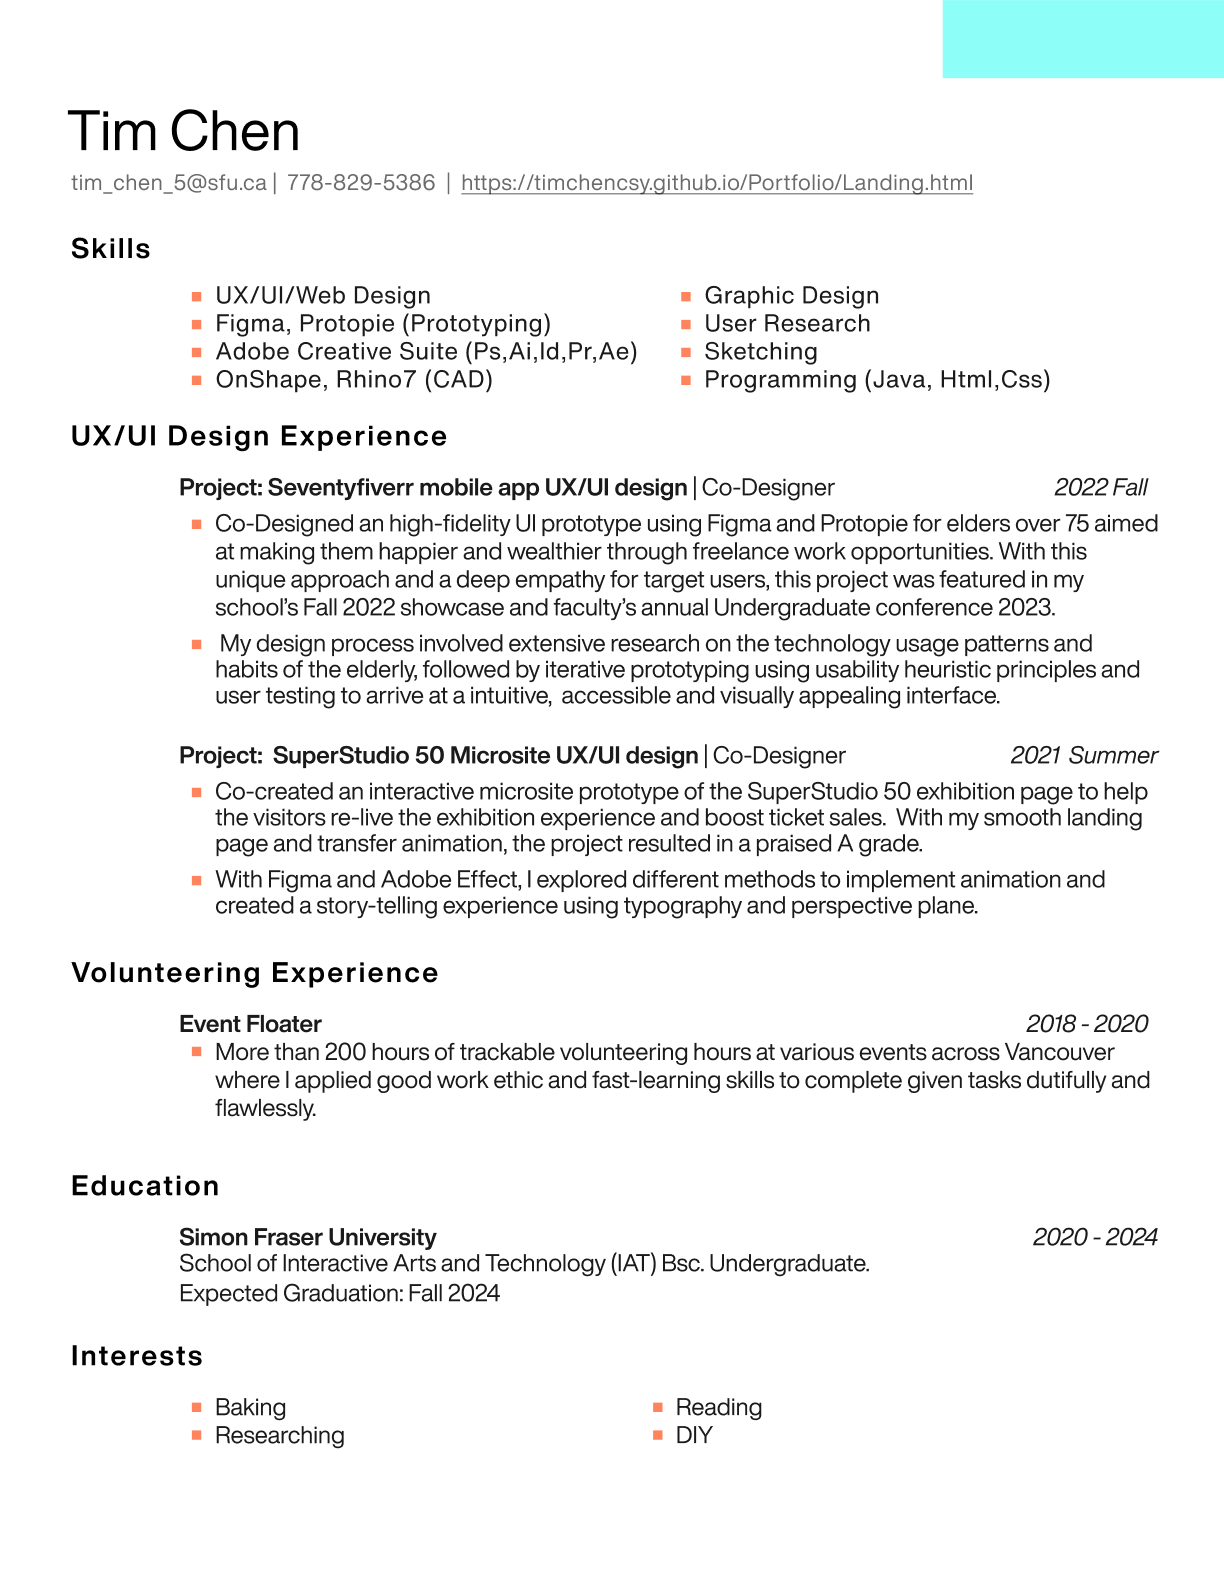 Tim Chen
tim_chen_5@sfu.ca | 778-829-5386 | https://timchencsy.github.io/Portfolio/Landing.html
Skills
UX/UI/Web Design
Figma, Protopie (Prototyping)
Adobe Creative Suite (Ps,Ai,Id,Pr,Ae)
OnShape, Rhino7 (CAD)
Graphic Design
User Research
Sketching
Programming (Java, Html,Css)
UX/UI Design Experience
Project: Seventyfiverr mobile app UX/UI design | Co-Designer 2022 Fall
Co-Designed an high-fidelity UI prototype using Figma and Protopie for elders over 75 aimed
at making them happier and wealthier through freelance work opportunities. With this
unique approach and a deep empathy for target users, this project was featured in my
school’s Fall 2022 showcase and faculty’s annual Undergraduate conference 2023.
My design process involved extensive research on the technology usage patterns and
habits of the elderly, followed by iterative prototyping using usability heuristic principles and
user testing to arrive at a intuitive, accessible and visually appealing interface.
Project: SuperStudio 50 Microsite UX/UI design | Co-Designer 2021 Summer
Co-created an interactive microsite prototype of the SuperStudio 50 exhibition page to help
the visitors re-live the exhibition experience and boost ticket sales. With my smooth landing
page and transfer animation, the project resulted in a praised A grade.
With Figma and Adobe Effect, I explored different methods to implement animation and
created a story-telling experience using typography and perspective plane.
Volunteering Experience
Event Floater 2018 - 2020
More than 200 hours of trackable volunteering hours at various events across Vancouver
where I applied good work ethic and fast-learning skills to complete given tasks dutifully and
flawlessly.
Education
Simon Fraser University 2020 - 2024
School of Interactive Arts and Technology (IAT) Bsc. Undergraduate.
Expected Graduation: Fall 2024
Interests
Baking
Researching
Reading
DIY